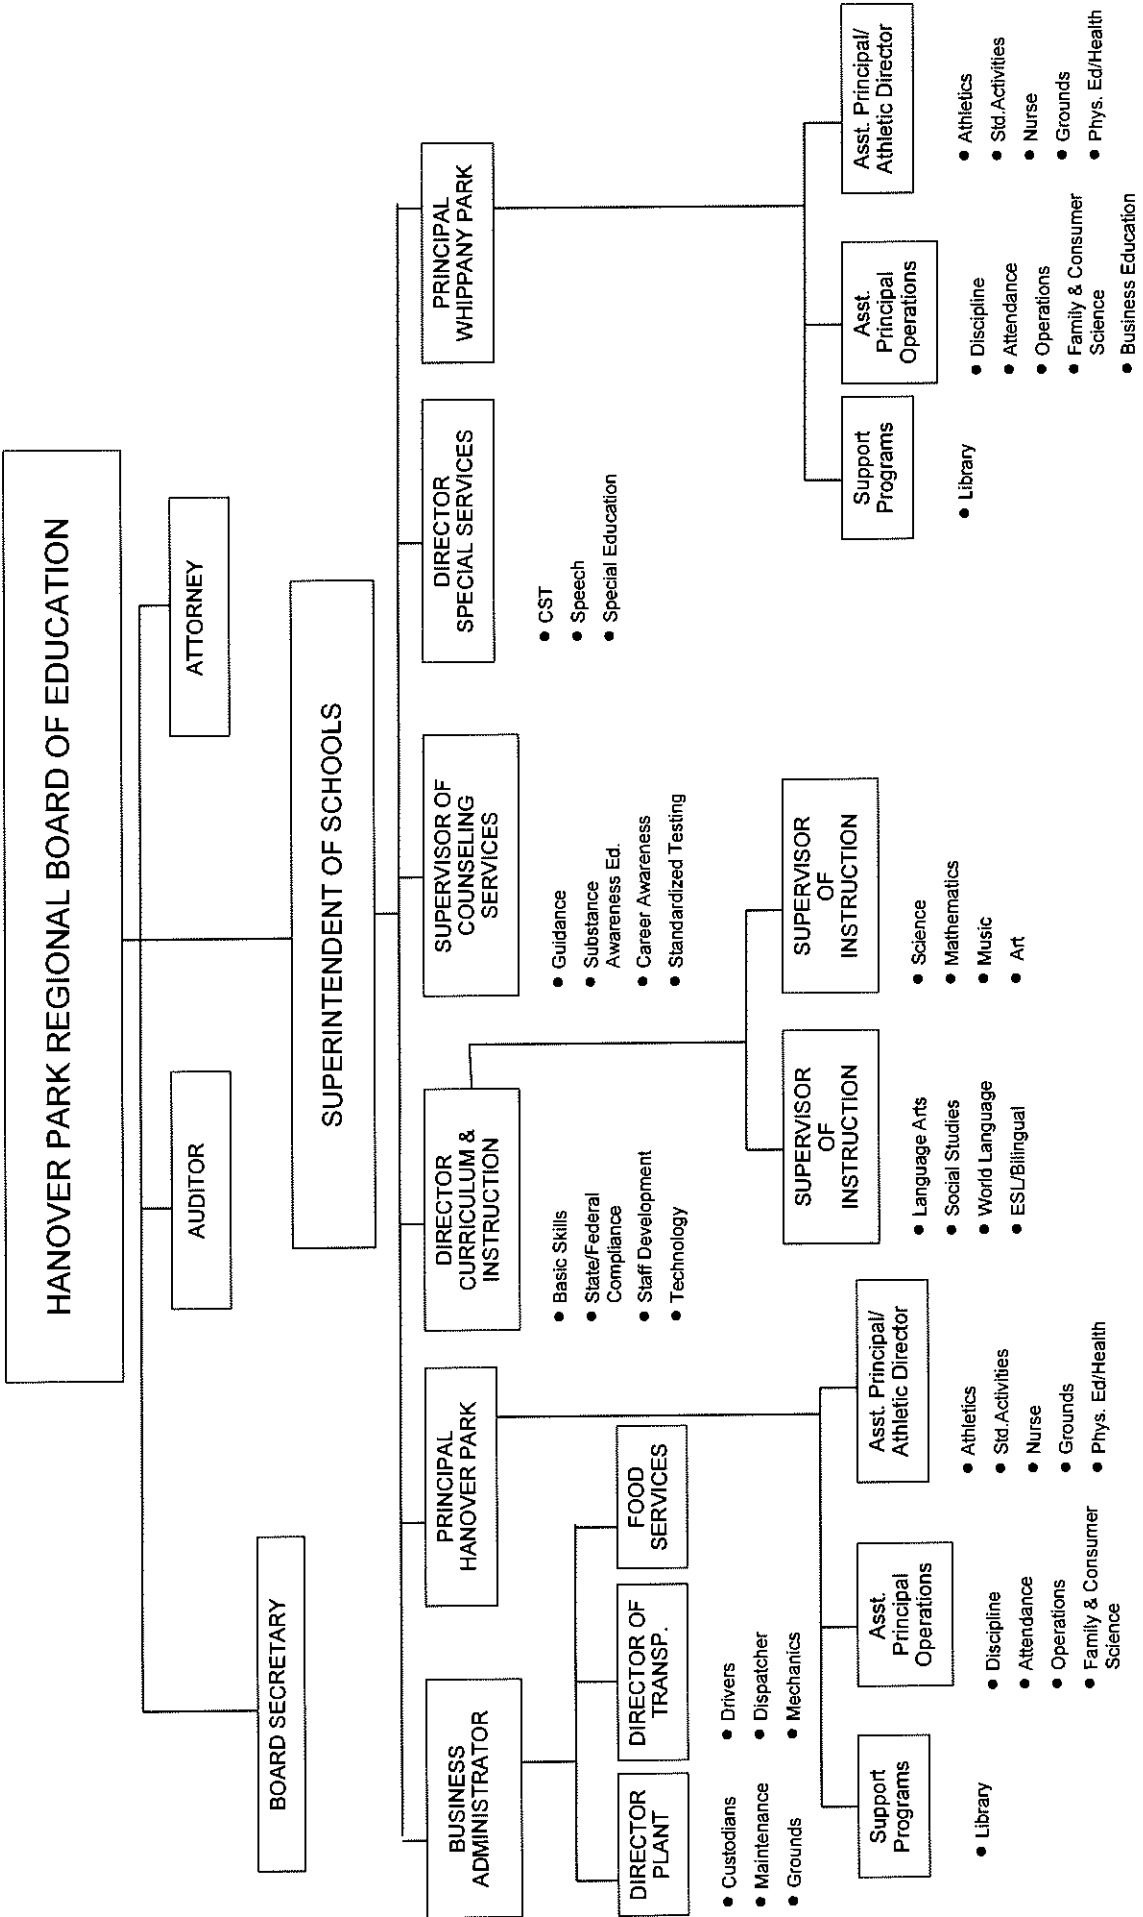 HANOVER PARK REGIONAL BOARD OF EDUCATION
BOARD SECRETARY
AUDITOR
ATTORNEY
SUPERINTENDENT OF SCHOOLS
BUSINESS
ADMINISTRATOR
DIRECTOR
PLANT
● Custodians
● Maintenance
● Grounds
DIRECTOR OF
TRANSP.
● Drivers
● Dispatcher
● Mechanics
FOOD
SERVICES
PRINCIPAL
HANOVER PARK
Support
Programs
● Library
Asst.
Principal
Operations
● Discipline
● Attendance
● Operations
● Family & Consumer
Science
Asst. Principal/
Athletic Director
● Athletics
● Std.Activities
● Nurse
● Grounds
● Phys. Ed/Health
DIRECTOR
CURRICULUM &
INSTRUCTION
● Basic Skills
● State/Federal
Compliance
● Staff Development
● Technology
SUPERVISOR
OF
INSTRUCTION
● Language Arts
● Social Studies
● World Language
● ESL/Bilingual
SUPERVISOR
OF
INSTRUCTION
● Science
● Mathematics
● Music
● Art
SUPERVISOR OF
COUNSELING
SERVICES
● Guidance
● Substance
Awareness Ed.
● Career Awareness
● Standardized Testing
DIRECTOR
SPECIAL SERVICES
● CST
● Speech
● Special Education
PRINCIPAL
WHIPPANY PARK
Support
Programs
● Library
Asst.
Principal
Operations
● Discipline
● Attendance
● Operations
● Family & Consumer
Science
● Business Education
Asst. Principal/
Athletic Director
● Athletics
● Std.Activities
● Nurse
● Grounds
● Phys. Ed/Health